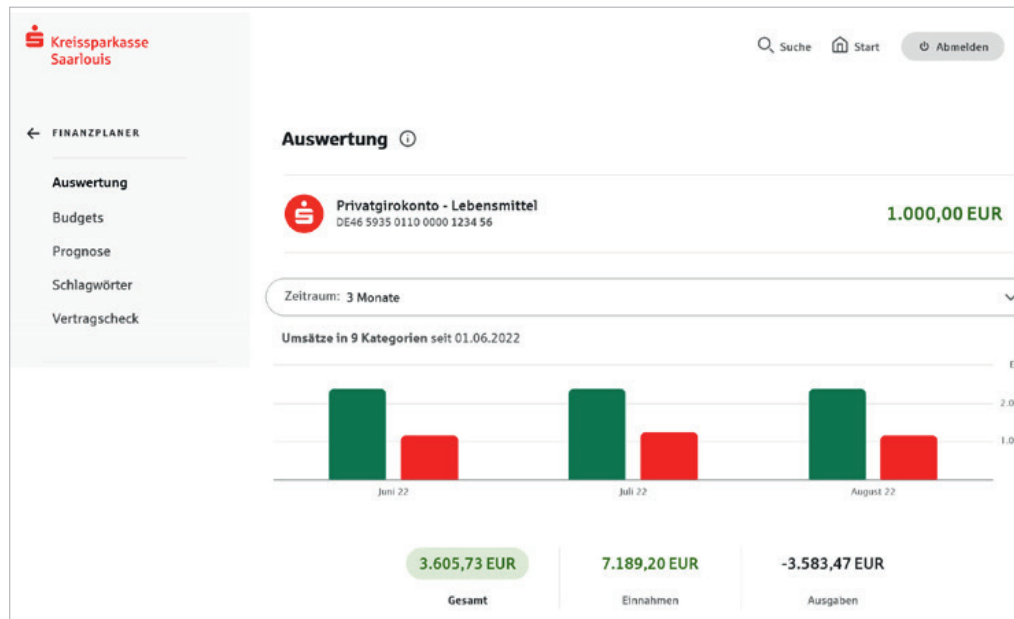 Kreissparkasse
Saarlouis
Suche
Start
Abmelden
FINANZPLANER
Auswertung
Budgets
Prognose
Schlagwörter
Vertragscheck
Auswertung
Privatgirokonto - Lebensmittel
DE46 5935 0110 0000 1234 56
1.000,00 EUR
Zeitraum: 3 Monate
Umsätze in 9 Kategorien seit 01.06.2022
E
2.0
1.0
Juni 22
Juli 22
August 22
3.605,73 EUR
7.189,20 EUR
-3.583,47 EUR
Gesamt
Einnahmen
Ausgaben